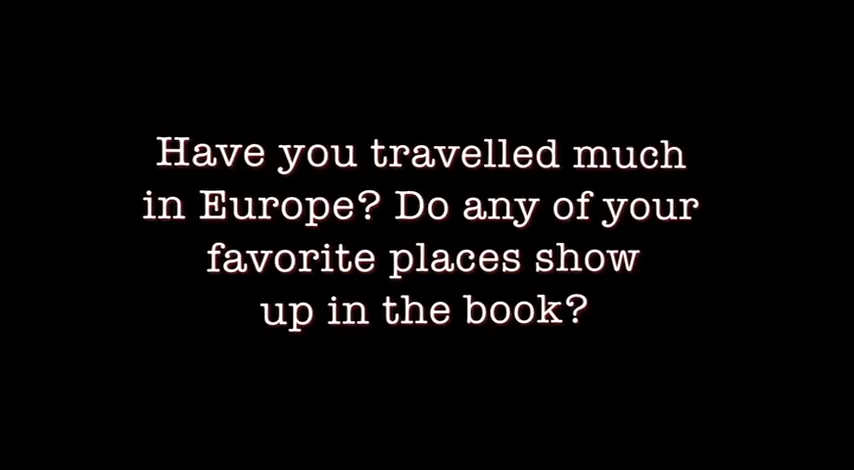 Have you travelled much
in Europe? Do any of your
favorite places show
up in the book?